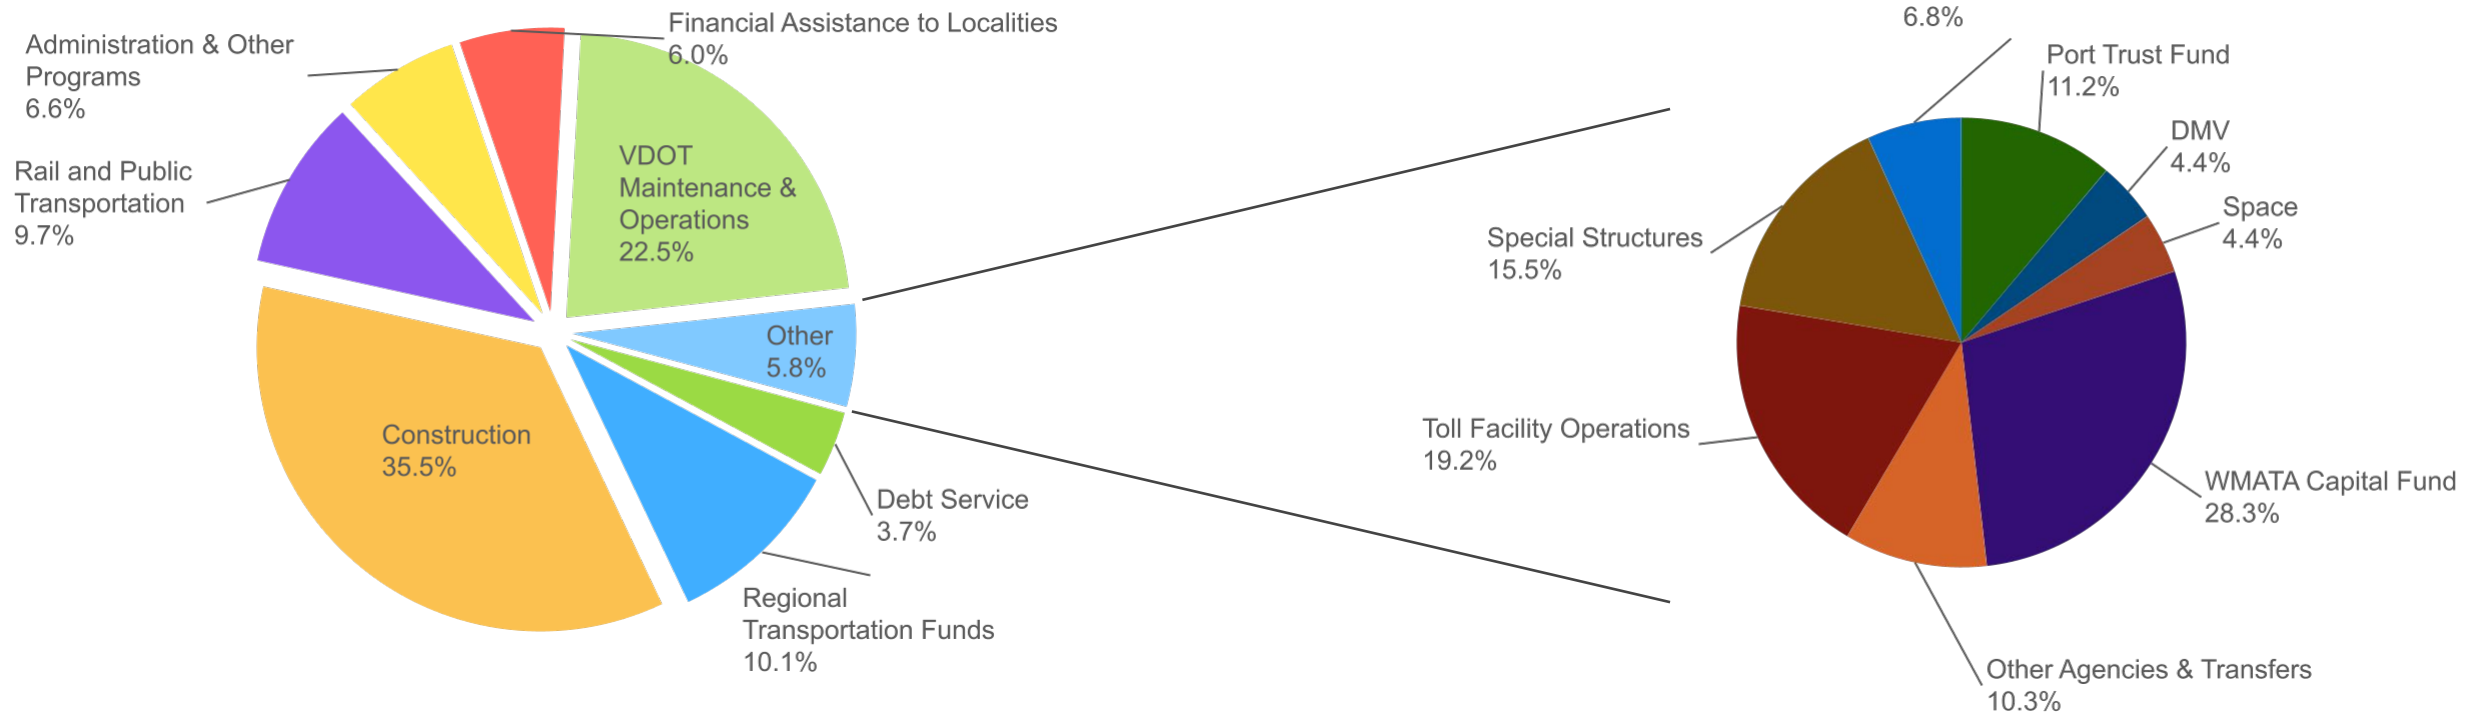 Financial Assistance to Localities
6.0%
Administration & Other
Programs
6.6%
Rail and Public
Transportation
9.7%
VDOT
Maintenance &
Operations
22.5%
Other
5.8%
Construction
35.5%
Debt Service
3.7%
Regional
Transportation Funds
10.1%
6.8%
Port Trust Fund
11.2%
DMV
4.4%
Space
4.4%
Special Structures
15.5%
Toll Facility Operations
19.2%
WMATA Capital Fund
28.3%
Other Agencies & Transfers
10.3%